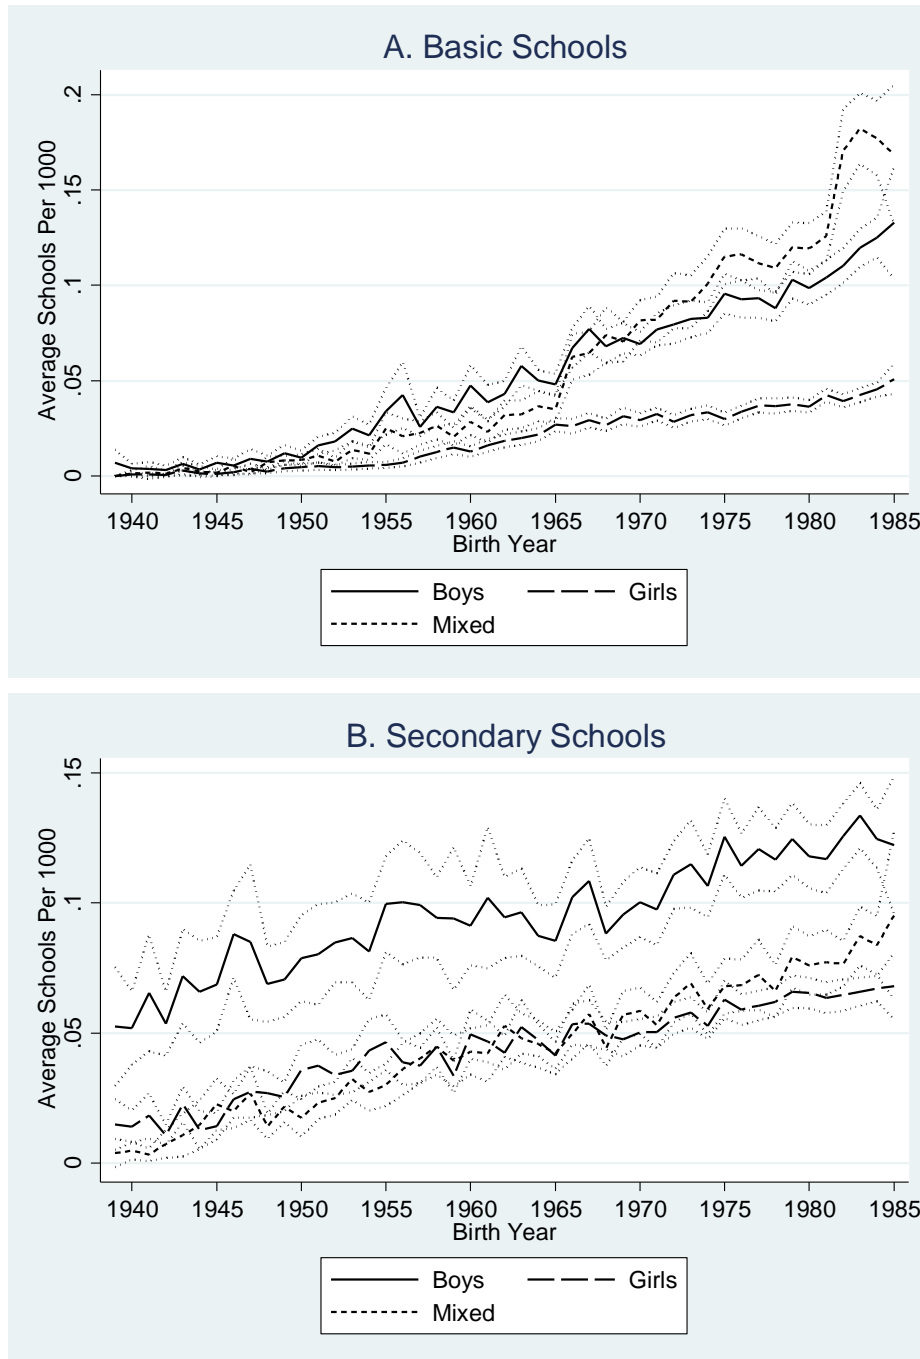 A. Basic Schools
Average Schools Per 1000
.2
.15
.1
.05
0
1940 1945 1950 1955 1960 1965 1970 1975 1980 1985
Birth Year
Boys Girls
Mixed
B. Secondary Schools
Average Schools Per 1000
.15
.1
.05
0
1940 1945 1950 1955 1960 1965 1970 1975 1980 1985
Birth Year
Boys Girls
Mixed